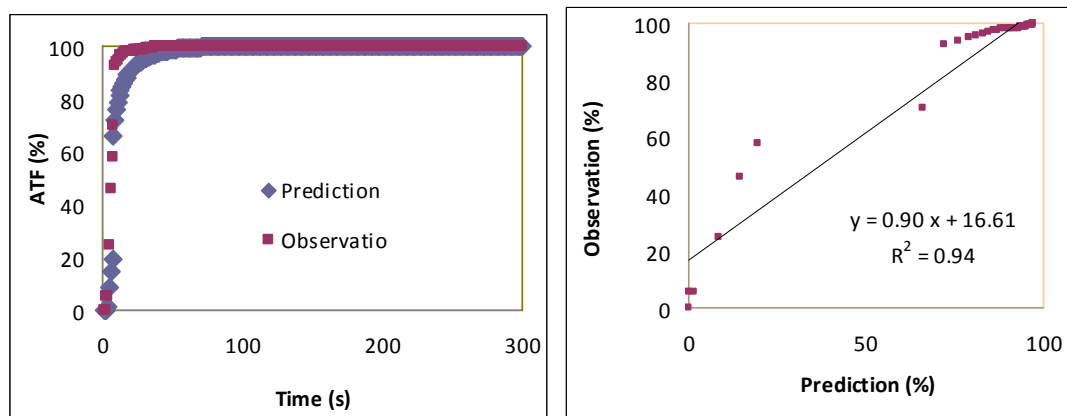 100
80
60
40
20
0
ATF (%)
Prediction
Observatio
0 100 200 300
Time (s)
100
80
60
40
20
0
Observation (%)
y = 0.90 x + 16.61
R² = 0.94
0 50 100
Prediction (%)